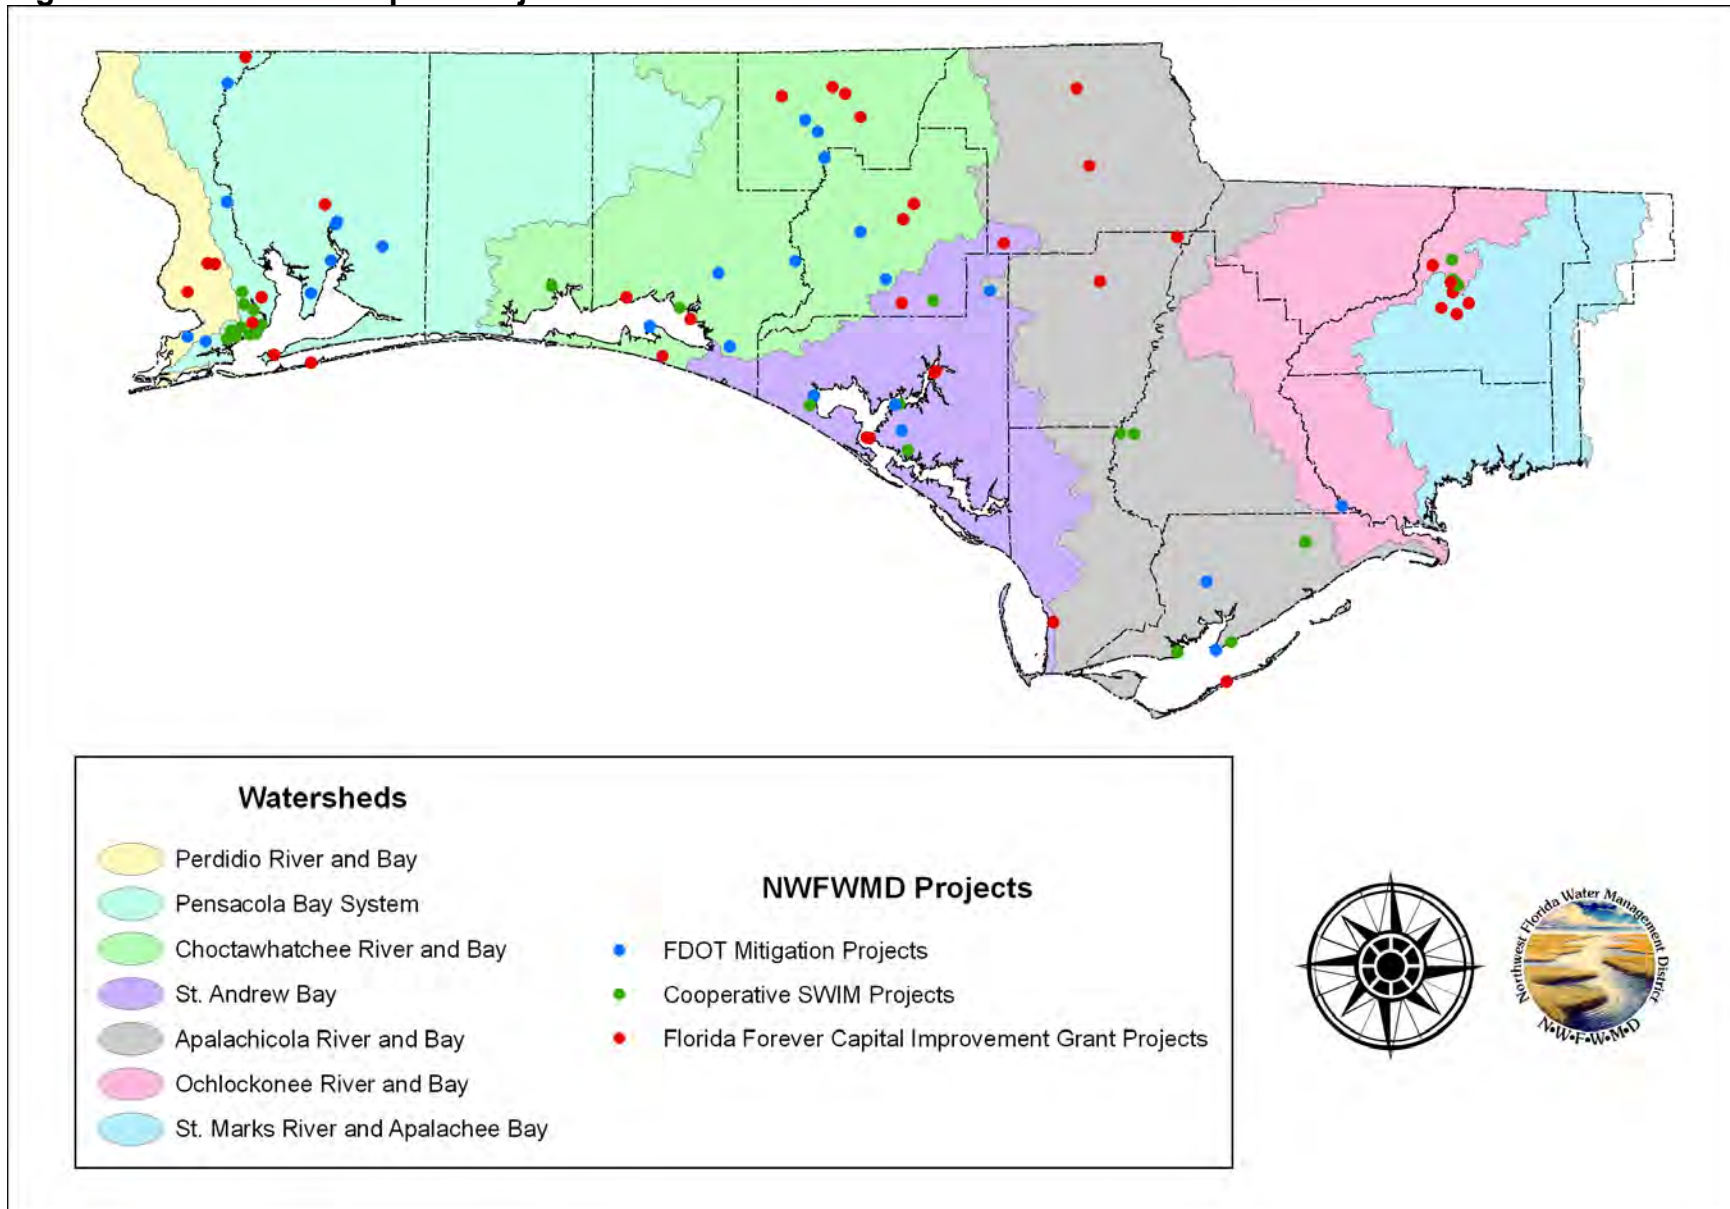 Watersheds
Perdidio River and Bay
Pensacola Bay System
Choctawhatchee River and Bay
St. Andrew Bay
Apalachicola River and Bay
Ochlockonee River and Bay
St. Marks River and Apalachee Bay
NWFWMD Projects
FDOT Mitigation Projects
Cooperative SWIM Projects
Florida Forever Capital Improvement Grant Projects
Northwest Florida Water Management District
N•W•F•W•M•D